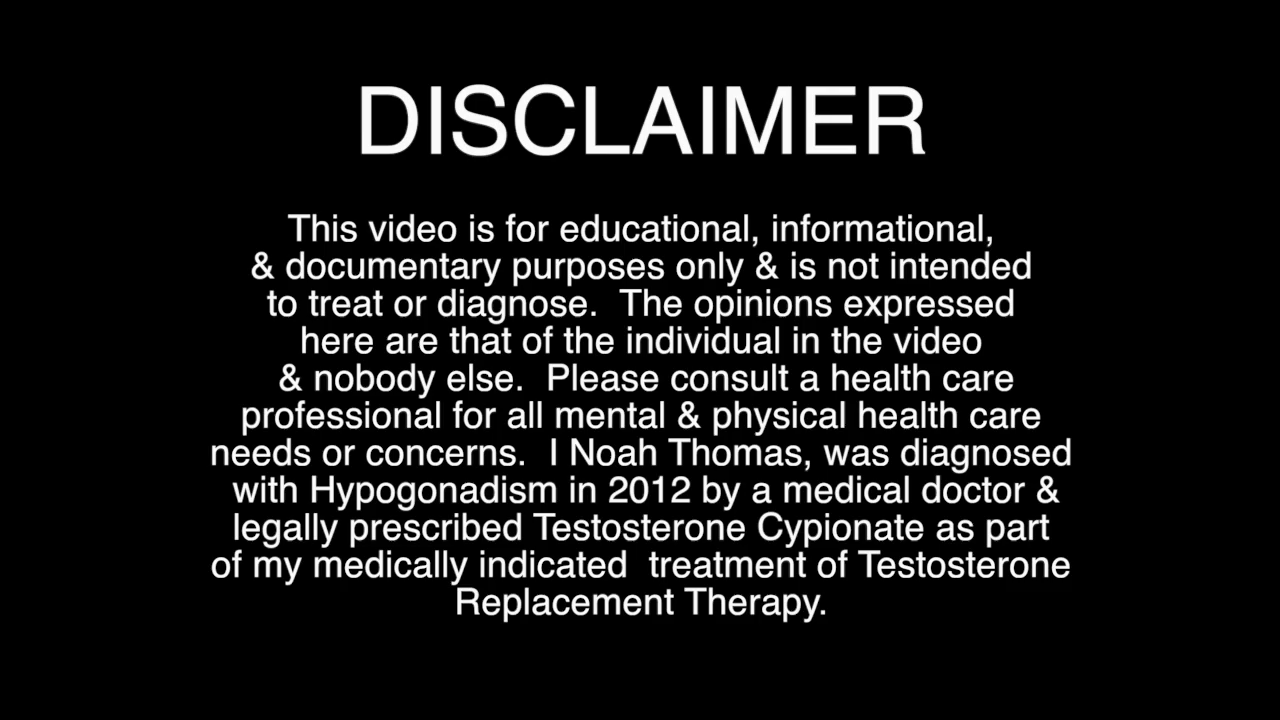 DISCLAIMER
This video is for educational, informational,
& documentary purposes only & is not intended
to treat or diagnose.  The opinions expressed
here are that of the individual in the video
& nobody else.  Please consult a health care
professional for all mental & physical health care
needs or concerns.  I Noah Thomas, was diagnosed
with Hypogonadism in 2012 by a medical doctor &
legally prescribed Testosterone Cypionate as part
of my medically indicated  treatment of Testosterone
Replacement Therapy.